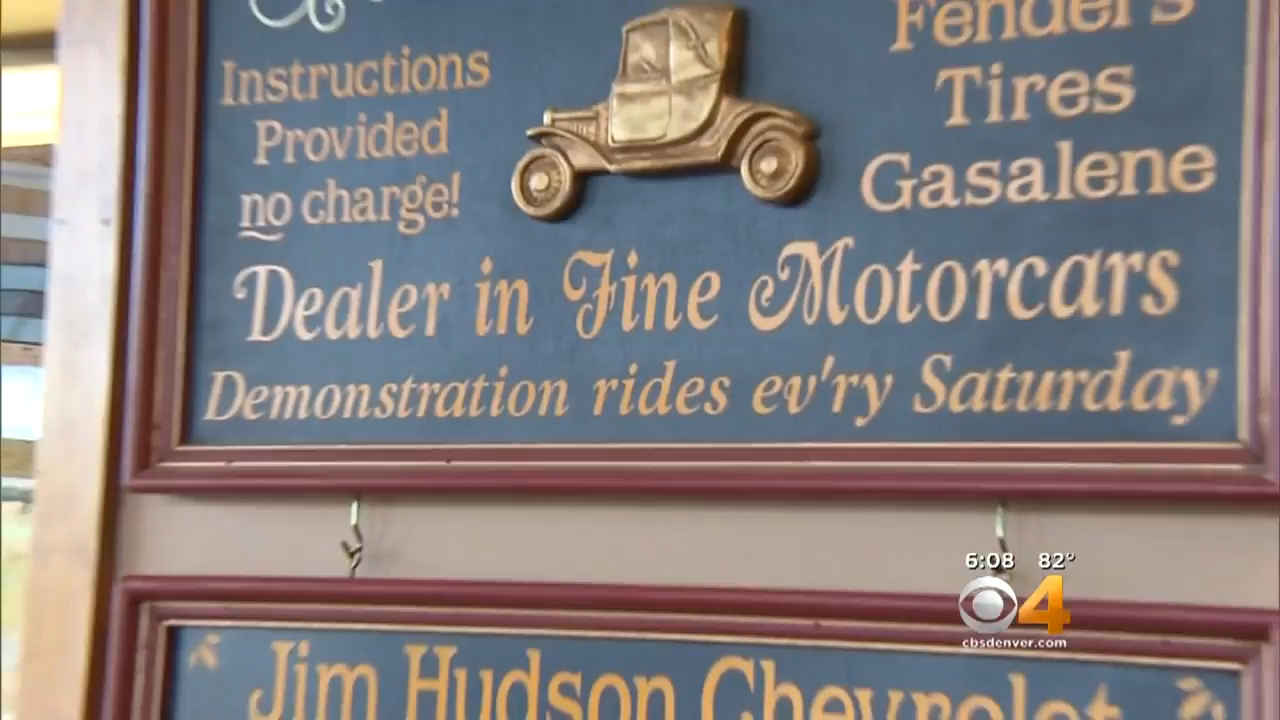 Instructions
Provided
no charge!
Fenders
Tires
Gasalene
Dealer in Fine Motorcars
Demonstration rides ev'ry Saturday
6:08 82°
4
cbsdenver.com
Jim Hudson Chevrolet